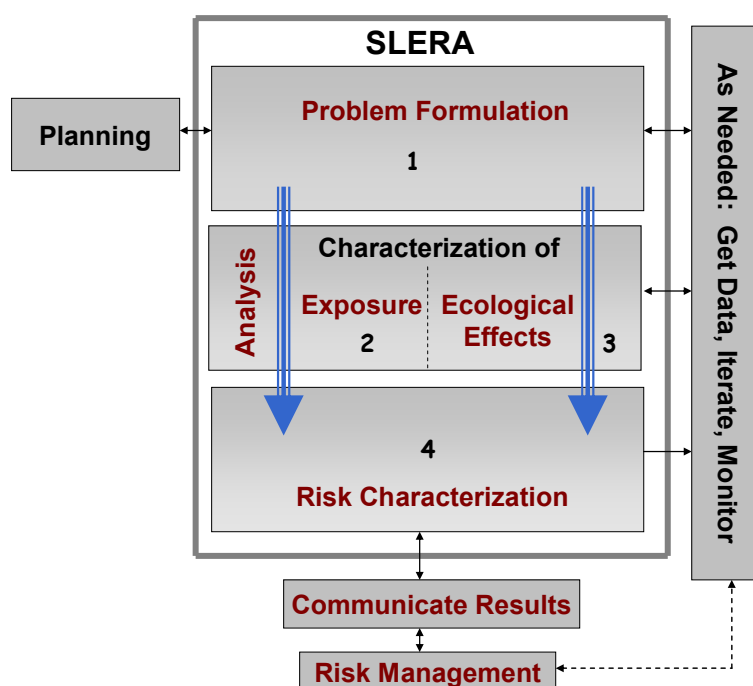 SLERA
Planning
Problem Formulation
1
Analysis
Characterization of
Exposure
2
Ecological
Effects
3
4
Risk Characterization
As Needed: Get Data, Iterate, Monitor
Communicate Results
Risk Management